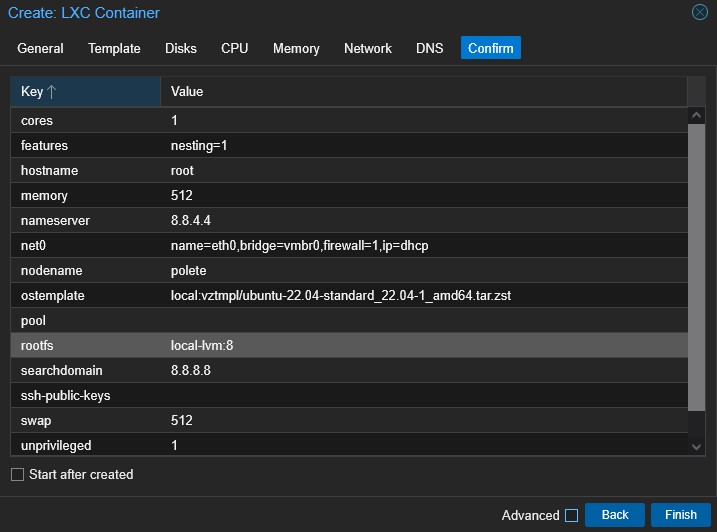 Create: LXC Container
General Template Disks CPU Memory Network DNS Confirm
Key Value
cores 1
features nesting=1
hostname root
memory 512
nameserver 8.8.4.4
net0 name=eth0,bridge=vmbr0,firewall=1,ip=dhcp
nodename polete
ostemplate local:vztmpl/ubuntu-22.04-standard_22.04-1_amd64.tar.zst
pool
rootfs local-lvm:8
searchdomain 8.8.8.8
ssh-public-keys
swap 512
unprivileged 1
Start after created
Advanced Back Finish